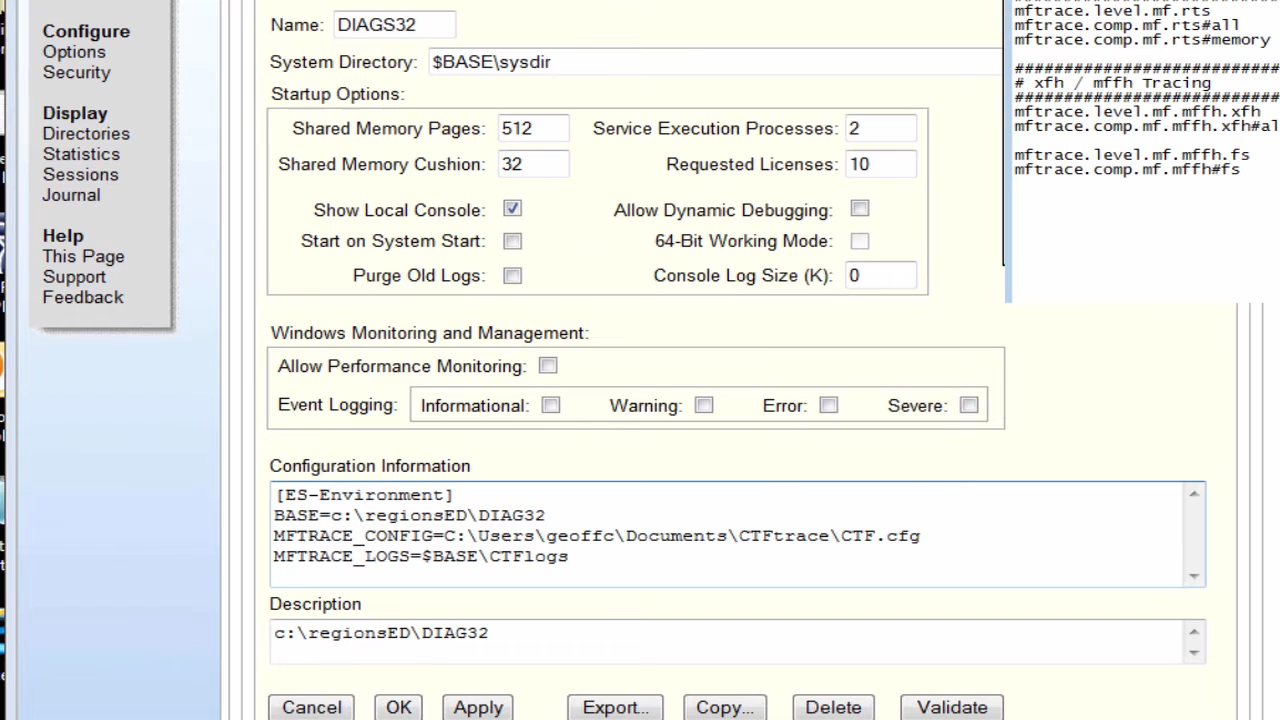 Configure
Options
Security
Display
Directories
Statistics
Sessions
Journal
Help
This Page
Support
Feedback
Name: DIAGS32
System Directory: $BASE\sysdir
Startup Options:
Shared Memory Pages: 512 Service Execution Processes: 2
Shared Memory Cushion: 32 Requested Licenses: 10
Show Local Console: Allow Dynamic Debugging:
Start on System Start: 64-Bit Working Mode:
Purge Old Logs: Console Log Size (K): 0
Windows Monitoring and Management:
Allow Performance Monitoring:
Event Logging: Informational: Warning: Error: Severe:
Configuration Information
[ES-Environment]
BASE=c:\regionsED\DIAG32
MFTRACE_CONFIG=C:\Users\geoffc\Documents\CTFtrace\CTF.cfg
MFTRACE_LOGS=$BASE\CTFlogs
Description
c:\regionsED\DIAG32
Cancel OK Apply Export... Copy... Delete Validate
mftrace.level.mf.rts
mftrace.comp.mf.rts#all
mftrace.comp.mf.rts#memory
#########################
# xfh / mffh Tracing
#########################
mftrace.level.mf.mffh.xfh
mftrace.comp.mf.mffh.xfh#al
mftrace.level.mf.mffh.fs
mftrace.comp.mf.mffh#fs